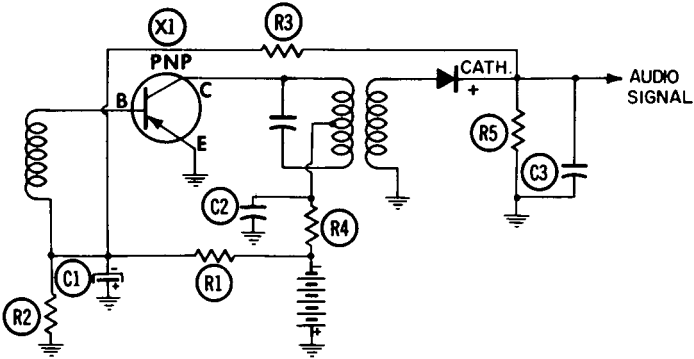 X1
R3
PNP
B
C
E
CATH.
+
AUDIO
SIGNAL
R5
C3
C2
R4
C1
-
+
R1
R2
-
+